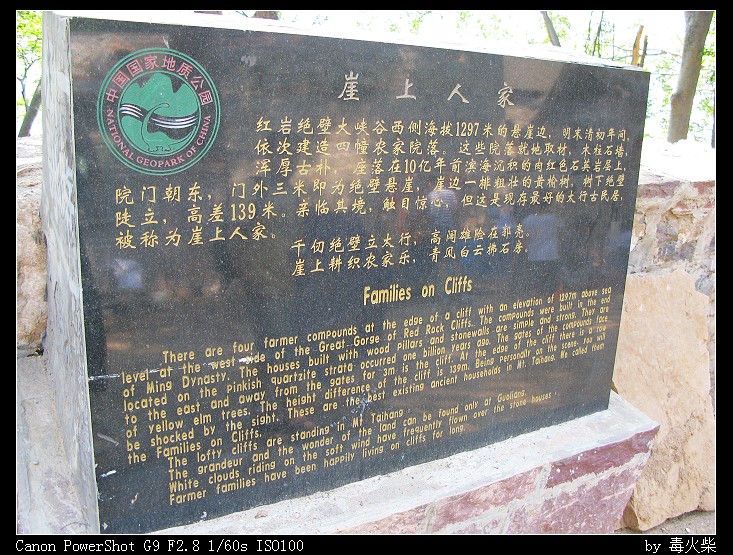 中国国家地质公园
NATIONAL GEOPARK OF CHINA
崖上人家
红岩绝壁大峡谷西侧海拔1297米的悬崖边，明末清初年间，
依次建造四幢农家院落。这些院落就地取材，木柱石墙，
浑厚古朴，座落在10亿年前滨海沉积的肉红色石英岩层上，
院门朝东，门外三米即为绝壁悬崖，崖边一排粗壮的黄榆树，树下绝壁
陡立，高差139米。亲临其境，触目惊心，但这是现存最好的太行古民居，
被称为崖上人家。
千仞绝壁立太行，高阔雄险在郭亮。
崖上耕织农家乐，青风白云拂石房。
Families on Cliffs
There are four farmer compounds at the edge of a cliff with an elevation of 1297m above sea
level at the west side of the Great Gorge of Red Rock Cliffs. The compounds were built in the end
of Ming Dynasty. The houses built with wood pillars and stonewalls are simple and strong. They are
located on the pinkish quartzite strata occurred one billion years ago. The gates of the compounds face
to the east and away from the gates for 3m is the cliff. At the edge of the cliff there is a row
of yellow elm trees. The height difference of the cliff is 139m. Being personally on the scene, you will
be shocked by the sight. These are the best existing ancient households in Mt. Taihang. We called them
the Families on Cliffs.
The lofty cliffs are standing in Mt Taihang.
The grandeur and the wonder of the land can be found only at Guoliang.
White clouds riding on the soft wind have frequently flown over the stone houses.
Farmer families have been happily living on cliffs for long.
Canon PowerShot G9 F2.8 1/60s ISO100
by 毒火柴